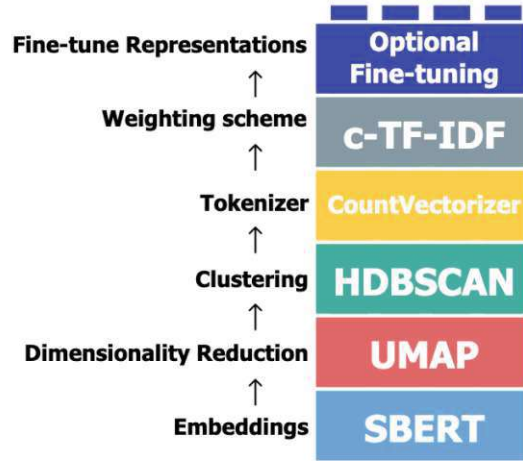 Fine-tune Representations
Optional
Fine-tuning
Weighting scheme
c-TF-IDF
Tokenizer
CountVectorizer
Clustering
HDBSCAN
Dimensionality Reduction
UMAP
Embeddings
SBERT